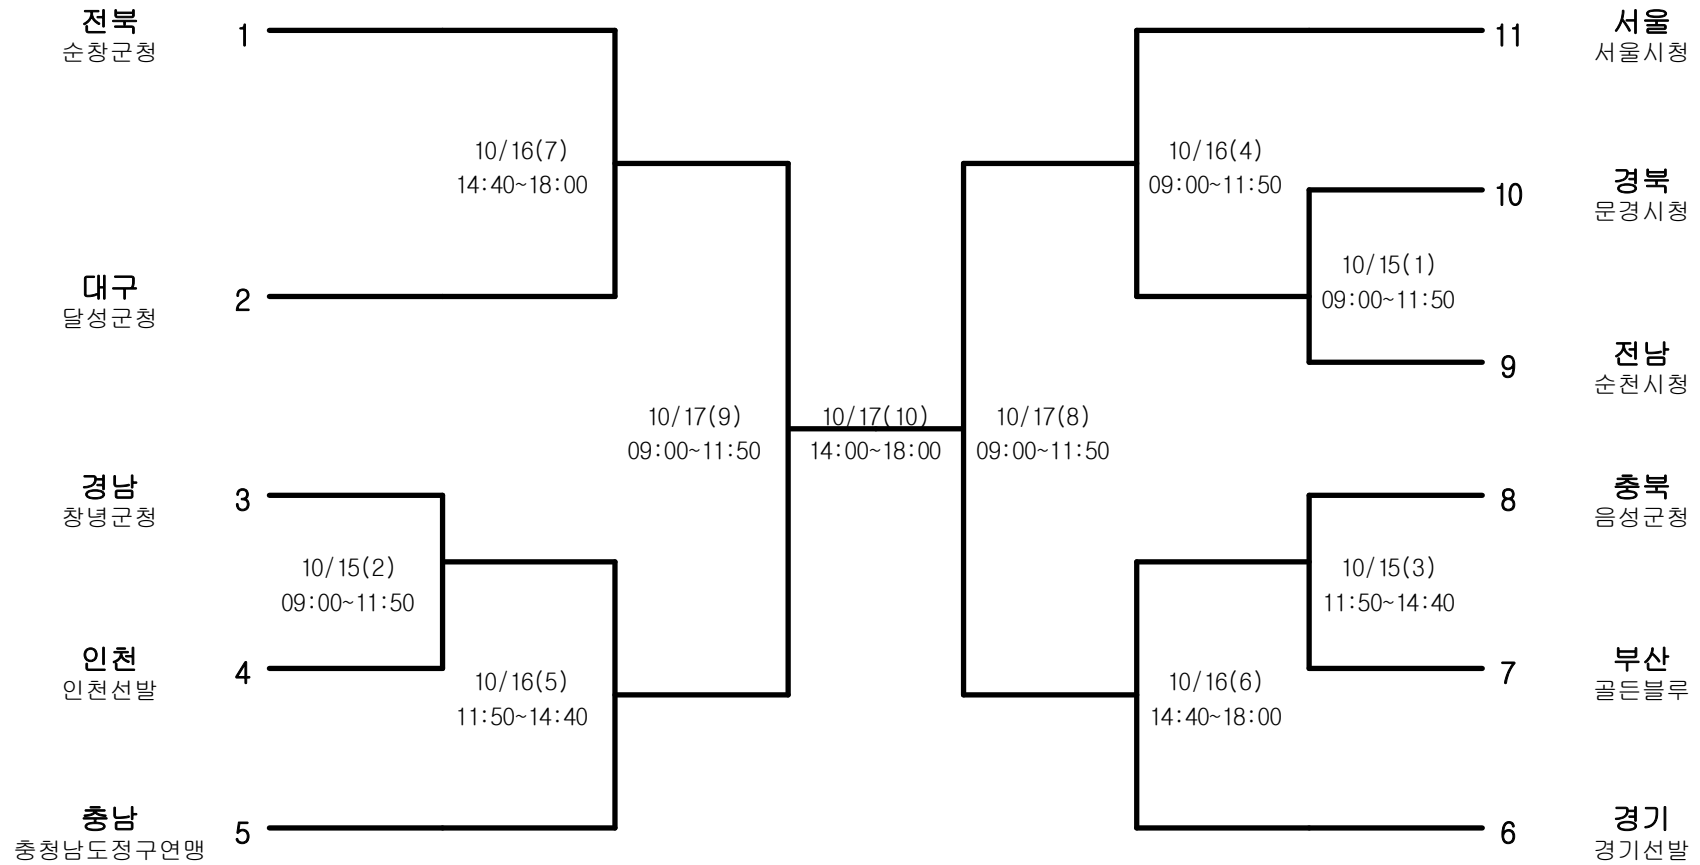 전북
순창군청
1
10/16(7)
14:40~18:00
대구
달성군청
2
경남
창녕군청
3
10/15(2)
09:00~11:50
인천
인천선발
4
10/16(5)
11:50~14:40
충남
충청남도정구연맹
5
10/17(9)
09:00~11:50
10/17(10)
14:00~18:00
10/17(8)
09:00~11:50
11
서울
서울시청
10/16(4)
09:00~11:50
10
경북
문경시청
10/15(1)
09:00~11:50
9
전남
순천시청
8
충북
음성군청
10/15(3)
11:50~14:40
7
부산
골든블루
10/16(6)
14:40~18:00
6
경기
경기선발